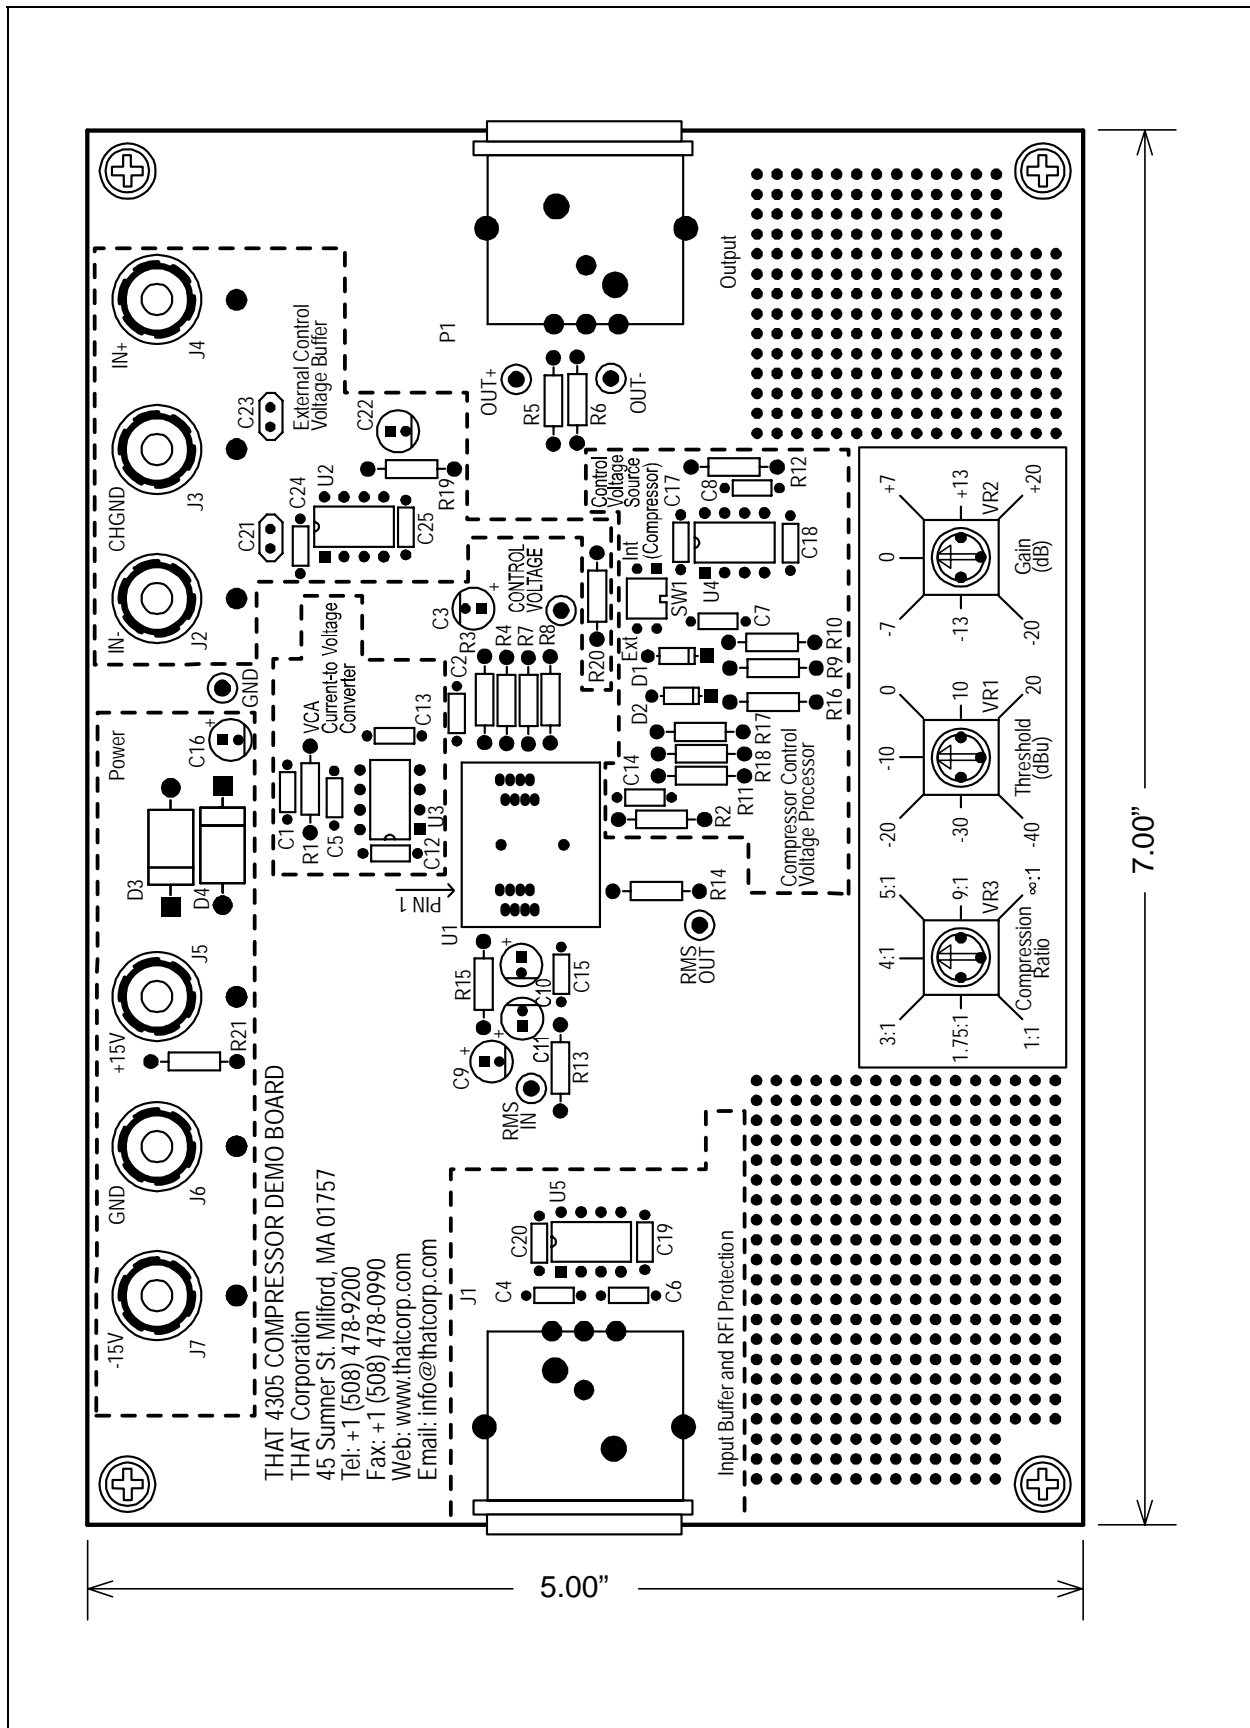 THAT 4305 COMPRESSOR DEMO BOARD
THAT Corporation
45 Sumner St. Milford, MA 01757
Tel: +1 (508) 478-9200
Fax: +1 (508) 478-0990
Web: www.thatcorp.com
Email: info@thatcorp.com
-15V
J7
GND
J6
+15V
J5
R21
D3
D4
Power
C16
+
GND
IN-
J2
CHGND
J3
IN+
J4
External Control
Voltage Buffer
C21
C23
C24
U2
C22
R19
C25
VCA
Current-to Voltage
Converter
C1
R1
C5
C13
U3
C12
PIN 1
U1
C2
C3
+
R3
R4
R7
R8
CONTROL
VOLTAGE
R20
R15
+
C10
C15
+
C11
C9
+
R13
RMS
IN
R14
RMS
OUT
J1
C20
U5
C19
C4
C6
Input Buffer and RFI Protection
P1
OUT+
R5
R6
OUT-
Output
Control
Voltage
Source
Int
(Compressor)
SW1
Ext
D1
D2
C17
C8
R12
C18
U4
C7
R10
R9
R16
R17
R18
R11
C14
R2
Compressor Control
Voltage Processor
3:1
4:1
5:1
1.75:1
9:1
VR3
1:1
Compression
Ratio
∞:1
-20
-10
0
-30
10
VR1
-40
Threshold
(dBu)
20
-7
0
+7
-13
+13
VR2
-20
Gain
(dB)
+20
7.00"
5.00”